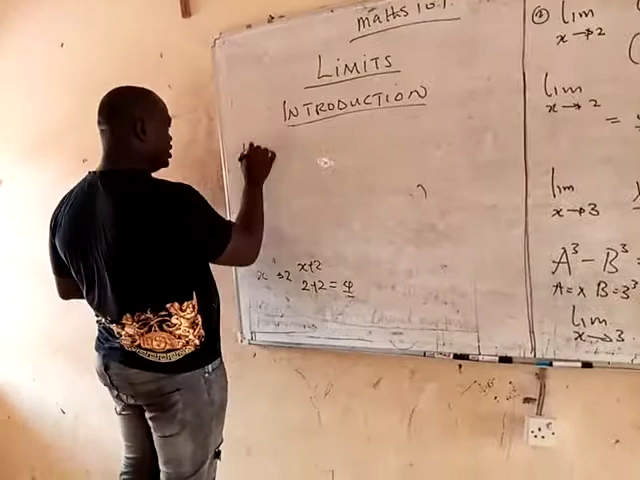 maths 101.
LIMITS
INTRODUCTION
x → 2 x+2
2+2 = 4
② lim
x→2
lim
x→2
=
lim
x→3
A³ - B³ =
A=x B=3
lim
x→3